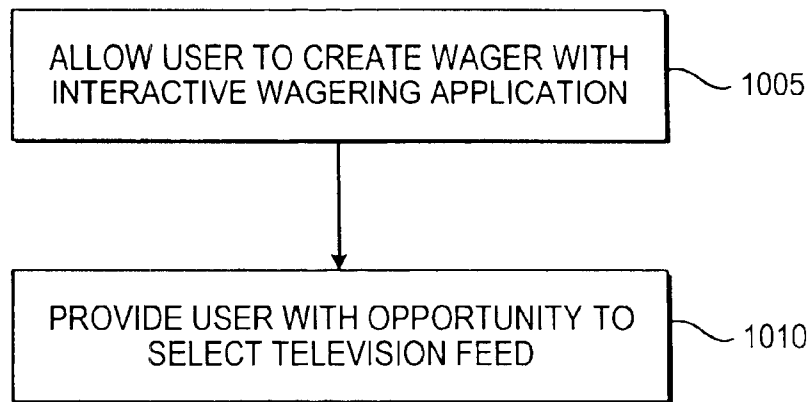 ALLOW USER TO CREATE WAGER WITH
INTERACTIVE WAGERING APPLICATION
1005
PROVIDE USER WITH OPPORTUNITY TO
SELECT TELEVISION FEED
1010